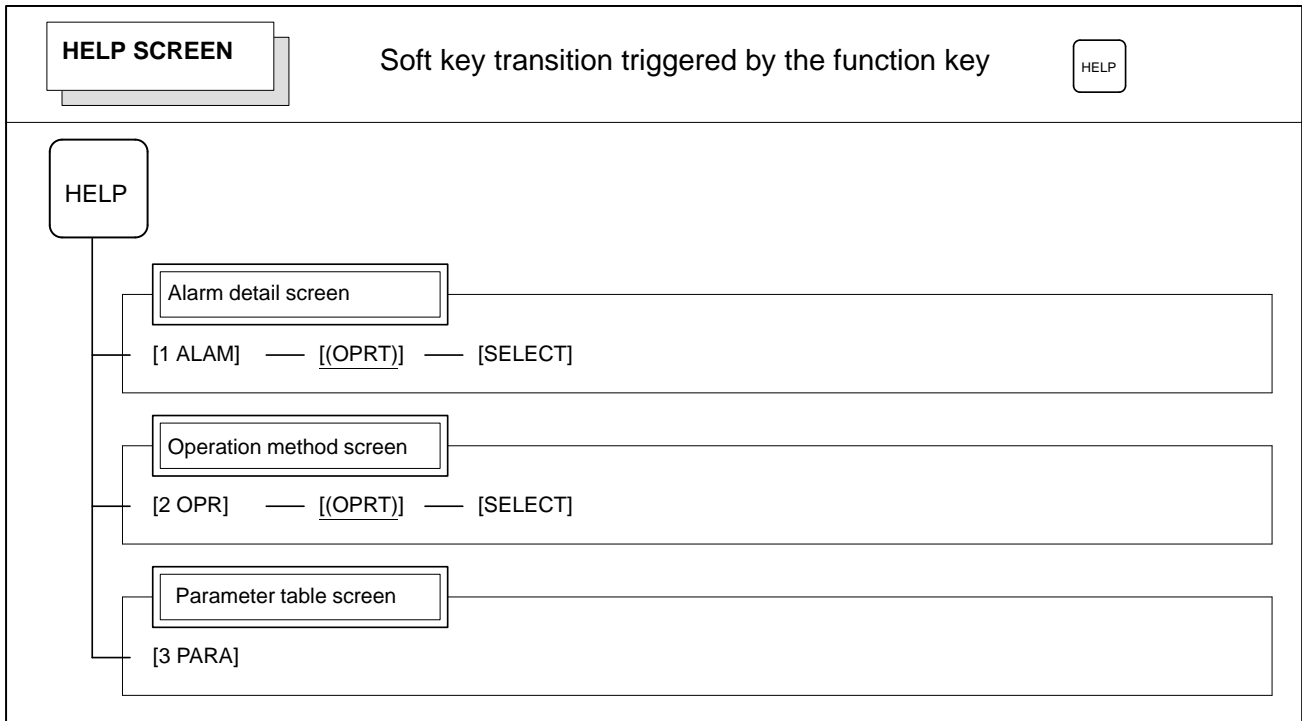 HELP SCREEN
Soft key transition triggered by the function key
HELP
HELP
Alarm detail screen
[1 ALAM] [(OPRT)] [SELECT]
Operation method screen
[2 OPR] [(OPRT)] [SELECT]
Parameter table screen
[3 PARA]